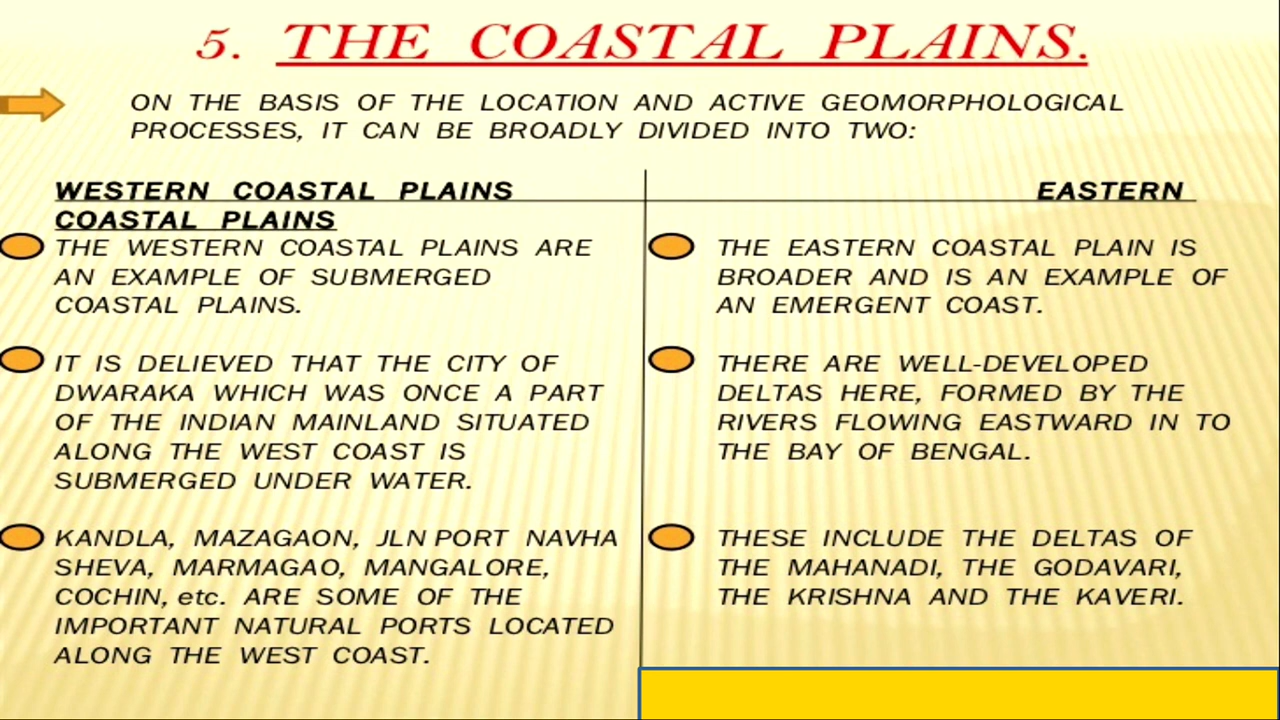 5. THE COASTAL PLAINS.
ON THE BASIS OF THE LOCATION AND ACTIVE GEOMORPHOLOGICAL
PROCESSES, IT CAN BE BROADLY DIVIDED INTO TWO:
WESTERN COASTAL PLAINS EASTERN
COASTAL PLAINS
THE WESTERN COASTAL PLAINS ARE
AN EXAMPLE OF SUBMERGED
COASTAL PLAINS.
IT IS DELIEVED THAT THE CITY OF
DWARAKA WHICH WAS ONCE A PART
OF THE INDIAN MAINLAND SITUATED
ALONG THE WEST COAST IS
SUBMERGED UNDER WATER.
KANDLA, MAZAGAON, JLN PORT NAVHA
SHEVA, MARMAGAO, MANGALORE,
COCHIN, etc. ARE SOME OF THE
IMPORTANT NATURAL PORTS LOCATED
ALONG THE WEST COAST.
THE EASTERN COASTAL PLAIN IS
BROADER AND IS AN EXAMPLE OF
AN EMERGENT COAST.
THERE ARE WELL-DEVELOPED
DELTAS HERE, FORMED BY THE
RIVERS FLOWING EASTWARD IN TO
THE BAY OF BENGAL.
THESE INCLUDE THE DELTAS OF
THE MAHANADI, THE GODAVARI,
THE KRISHNA AND THE KAVERI.